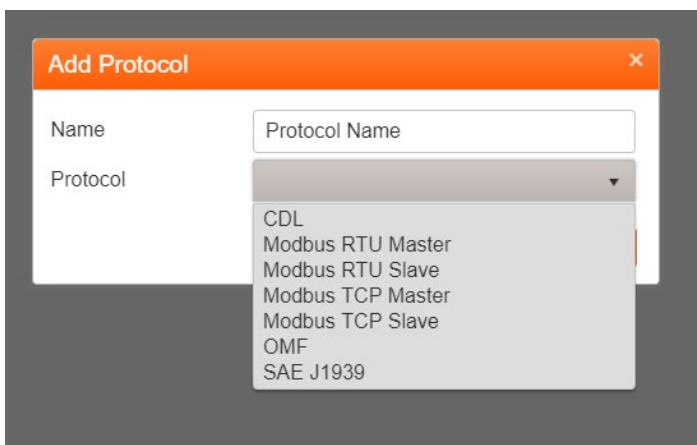 Add Protocol ×
Name Protocol Name
Protocol
CDL
Modbus RTU Master
Modbus RTU Slave
Modbus TCP Master
Modbus TCP Slave
OMF
SAE J1939